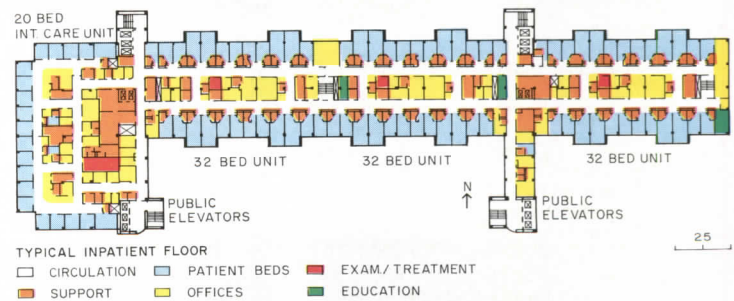 20 BED
INT. CARE UNIT
32 BED UNIT
32 BED UNIT
32 BED UNIT
N
PUBLIC
ELEVATORS
PUBLIC
ELEVATORS
25
TYPICAL INPATIENT FLOOR
CIRCULATION
PATIENT BEDS
EXAM./TREATMENT
SUPPORT
OFFICES
EDUCATION